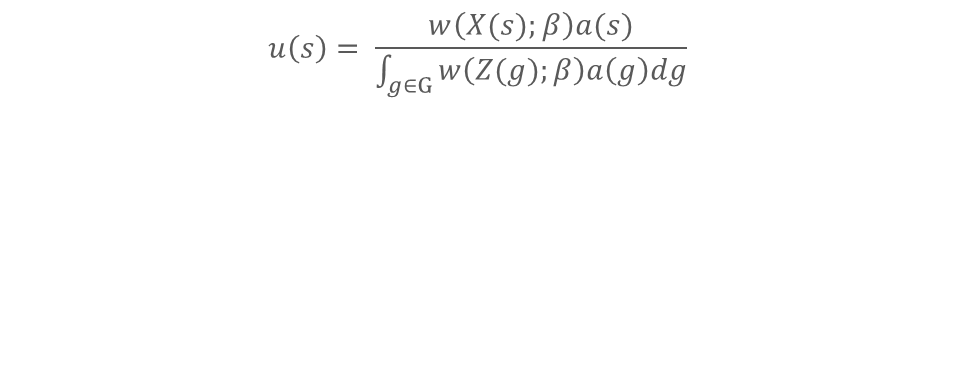 u(s) = w(X(s); β)a(s) / ∫g∈G w(Z(g); β)a(g)dg